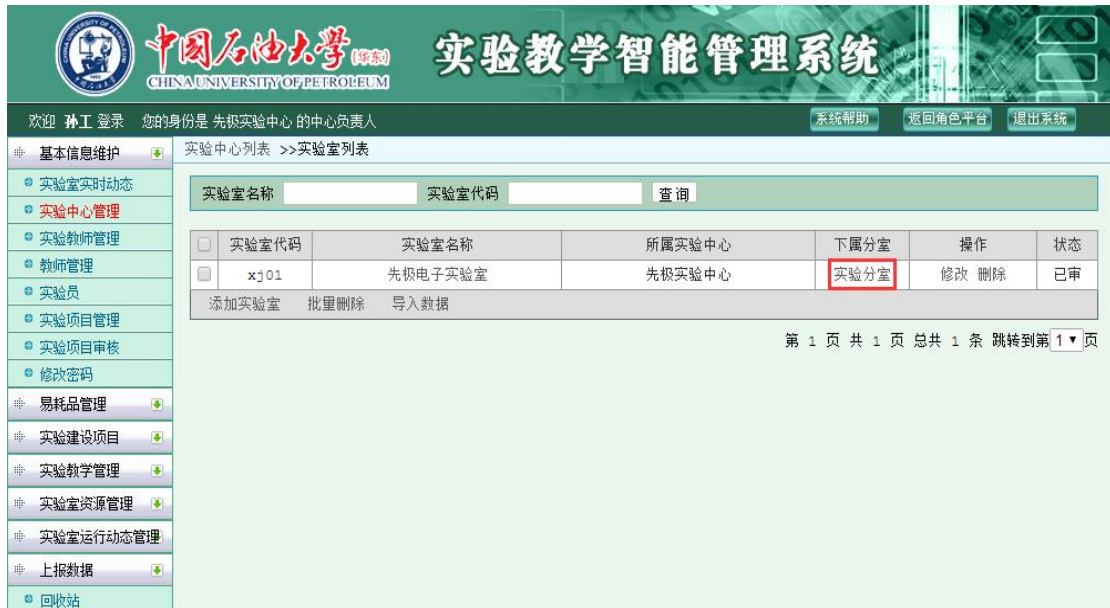 中国石油大学(华东)
CHINA UNIVERSITY OF PETROLEUM
实验教学智能管理系统
欢迎 孙工 登录 您的身份是 先极实验中心 的中心负责人
系统帮助 返回角色平台 退出系统
基本信息维护
实验室实时动态
实验中心管理
实验教师管理
教师管理
实验员
实验项目管理
实验项目审核
修改密码
易耗品管理
实验建设项目
实验教学管理
实验室资源管理
实验室运行动态管理
上报数据
回收站
实验中心列表 >>实验室列表
实验室名称 实验室代码 查询
实验室代码 实验室名称 所属实验中心 下属分室 操作 状态
xj01 先极电子实验室 先极实验中心 实验分室 修改 删除 已审
添加实验室 批量删除 导入数据
第 1 页 共 1 页 总共 1 条 跳转到第 1 页